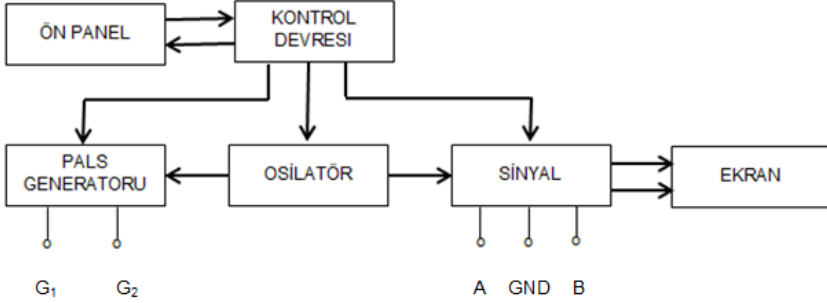 ÖN PANEL
KONTROL
DEVRESI
PALS
GENERATORU
OSİLATÖR
SİNYAL
EKRAN
G₁ G₂
A GND B